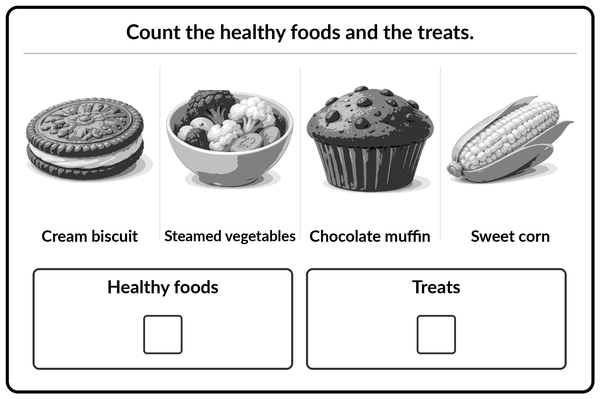 Count the healthy foods and the treats.
Cream biscuit
Steamed vegetables
Chocolate muffin
Sweet corn
Healthy foods
Treats